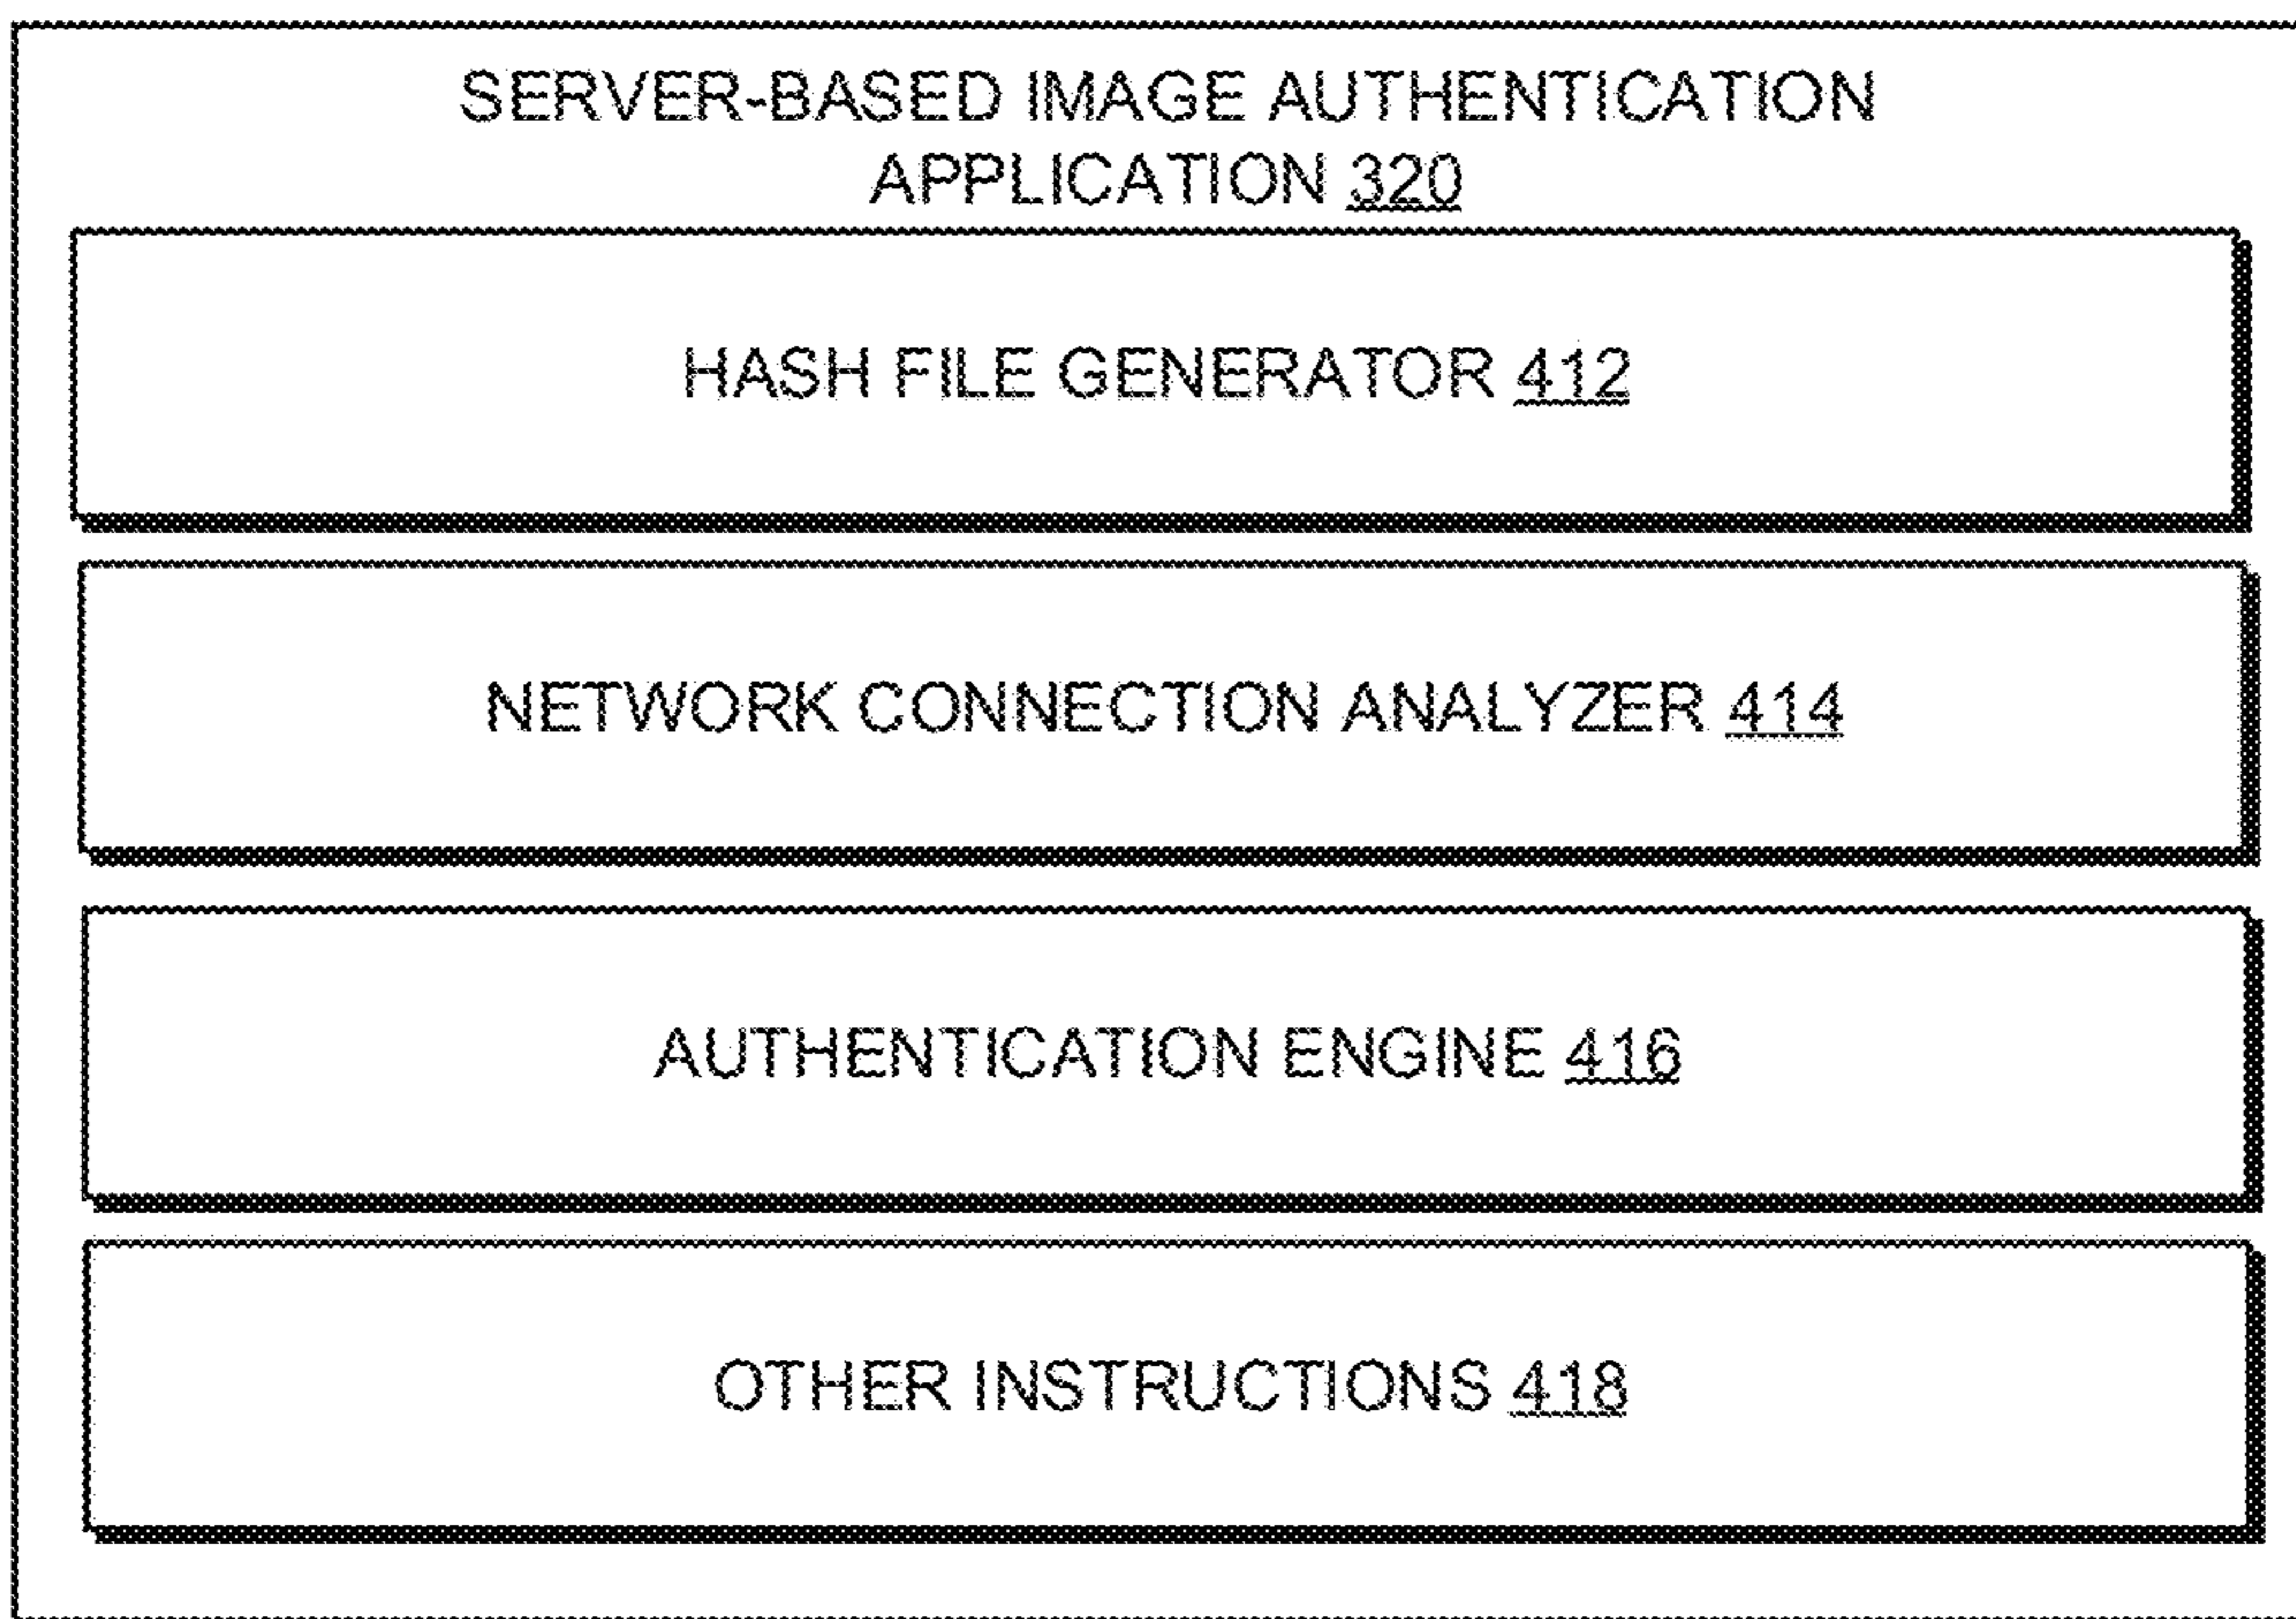 SERVER-BASED IMAGE AUTHENTICATION
APPLICATION 320
HASH FILE GENERATOR 412
NETWORK CONNECTION ANALYZER 414
AUTHENTICATION ENGINE 416
OTHER INSTRUCTIONS 418